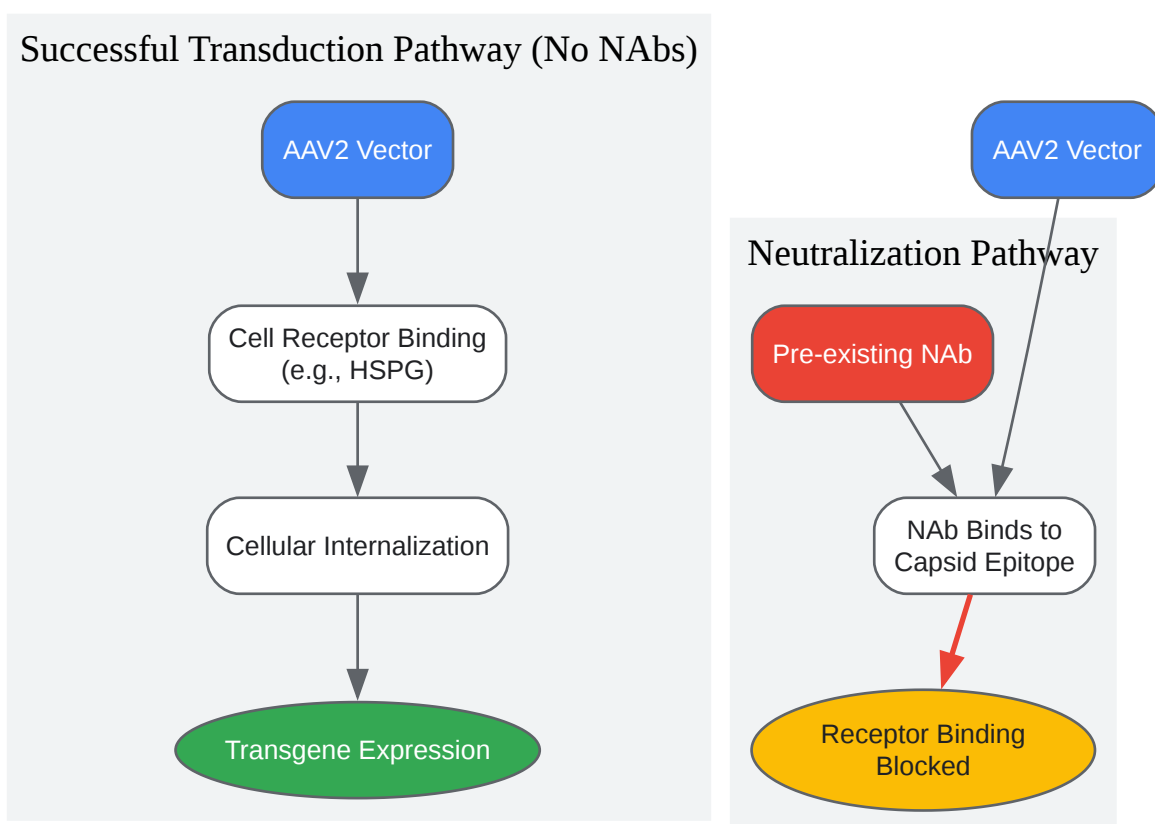 Successful Transduction Pathway (No NAbs)
AAV2 Vector
Cell Receptor Binding
(e.g., HSPG)
Cellular Internalization
Transgene Expression
AAV2 Vector
Neutralization Pathway
Pre-existing NAb
NAb Binds to
Capsid Epitope
Receptor Binding
Blocked